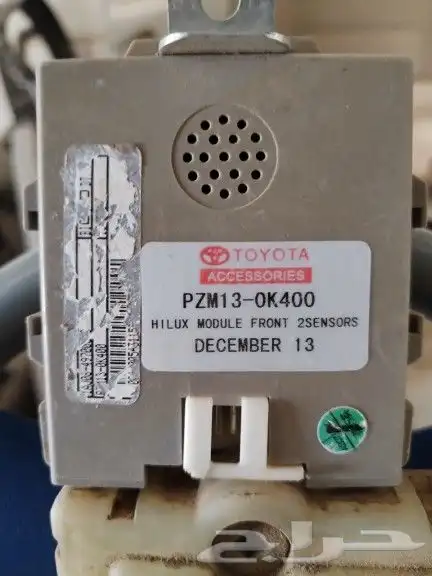 TOYOTA
ACCESSORIES
PZM13-0K400
HILUX MODULE FRONT 2SENSORS
DECEMBER 13
حراج